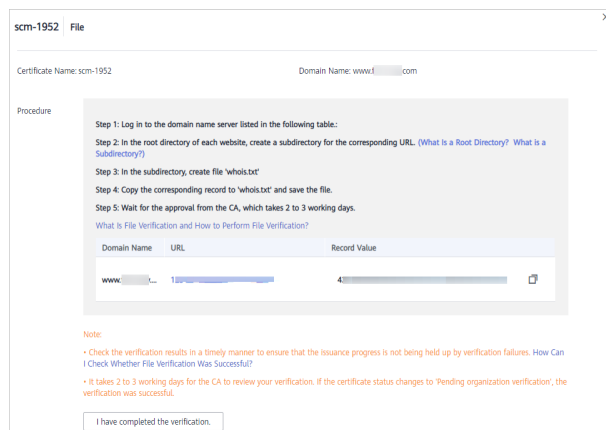 scm-1952 File
Certificate Name: scm-1952 Domain Name: www.f .com
Procedure
Step 1: Log in to the domain name server listed in the following table.:
Step 2: In the root directory of each website, create a subdirectory for the corresponding URL. (What Is a Root Directory? What is a
Subdirectory?)
Step 3: In the subdirectory, create file 'whois.txt'
Step 4: Copy the corresponding record to 'whois.txt' and save the file.
Step 5: Wait for the approval from the CA, which takes 2 to 3 working days.
What Is File Verification and How to Perform File Verification?
Domain Name URL Record Value
www.
Note:
• Check the verification results in a timely manner to ensure that the issuance progress is not being held up by verification failures. How Can
I Check Whether File Verification Was Successful?
• It takes 2 to 3 working days for the CA to review your verification. If the certificate status changes to 'Pending organization verification', the
verification was successful.
I have completed the verification.